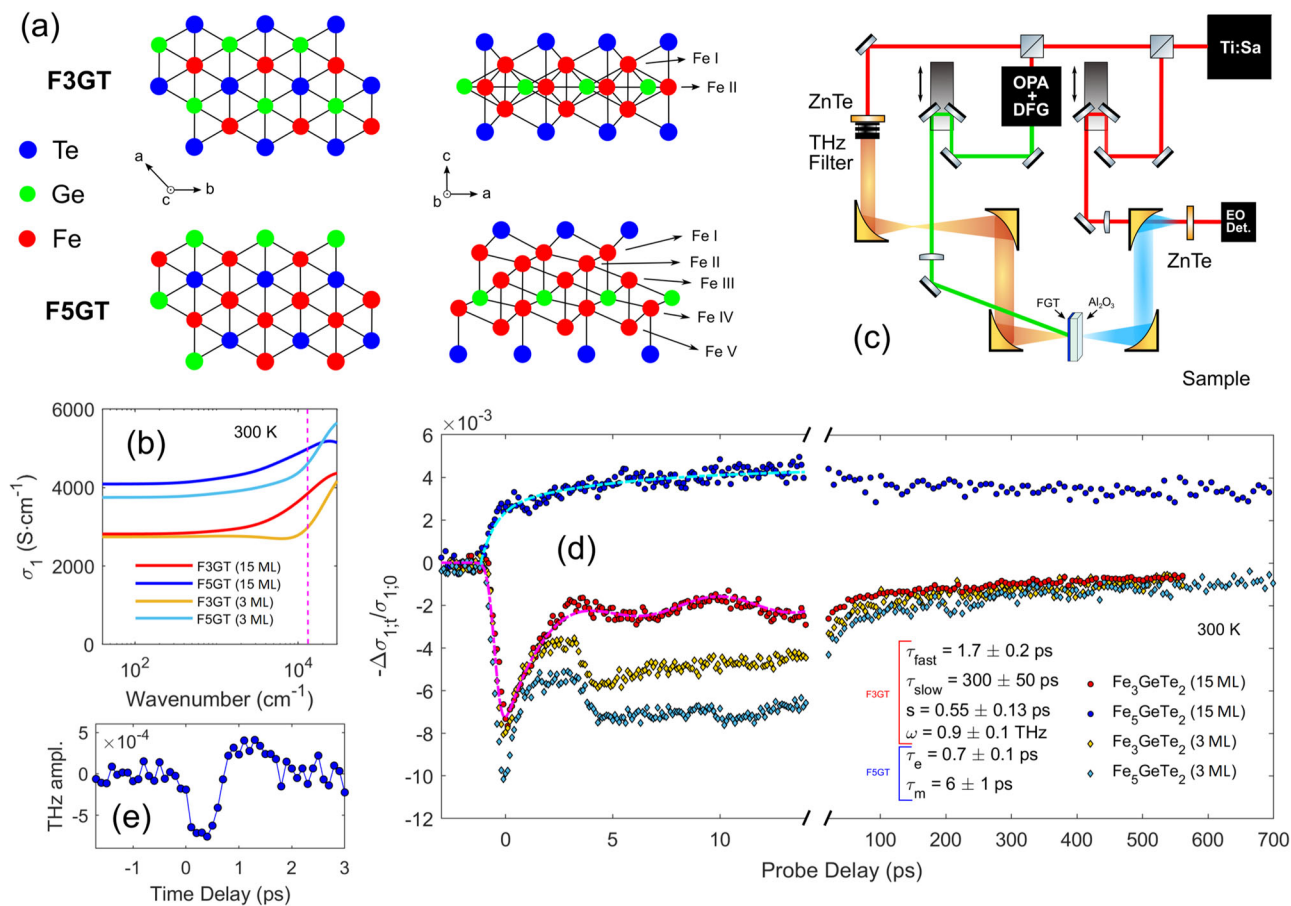 (a)
F3GT
Te
Ge
Fe
a
b
c
F5GT
Fe I
Fe II
c
a
b
Fe I
Fe II
Fe III
Fe IV
Fe V
Ti:Sa
OPA
+
DFG
ZnTe
THz
Filter
EO
Det.
ZnTe
FGT
Al₂O₃
(c)
Sample
(b)
300 K
6000
4000
2000
0
σ₁ (S·cm⁻¹)
F3GT (15 ML)
F5GT (15 ML)
F3GT (3 ML)
F5GT (3 ML)
10²
10⁴
Wavenumber (cm⁻¹)
(d)
×10⁻³
6
4
2
0
-2
-4
-6
-8
-10
-12
-Δσ₁;t/σ₁;0
300 K
F3GT
τfast = 1.7 ± 0.2 ps
τslow = 300 ± 50 ps
s = 0.55 ± 0.13 ps
ω = 0.9 ± 0.1 THz
F5GT
τe = 0.7 ± 0.1 ps
τm = 6 ± 1 ps
Fe₃GeTe₂ (15 ML)
Fe₅GeTe₂ (15 ML)
Fe₃GeTe₂ (3 ML)
Fe₅GeTe₂ (3 ML)
0 5 10 100 200 300 400 500 600 700
Probe Delay (ps)
(e)
×10⁻⁴
5
0
-5
THz ampl.
-1 0 1 2 3
Time Delay (ps)